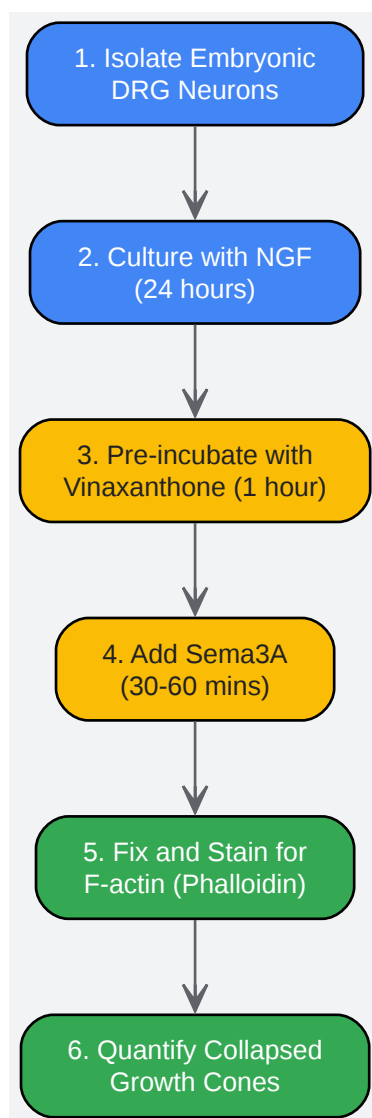 1. Isolate Embryonic
DRG Neurons
2. Culture with NGF
(24 hours)
3. Pre-incubate with
Vinaxanthone (1 hour)
4. Add Sema3A
(30-60 mins)
5. Fix and Stain for
F-actin (Phalloidin)
6. Quantify Collapsed
Growth Cones